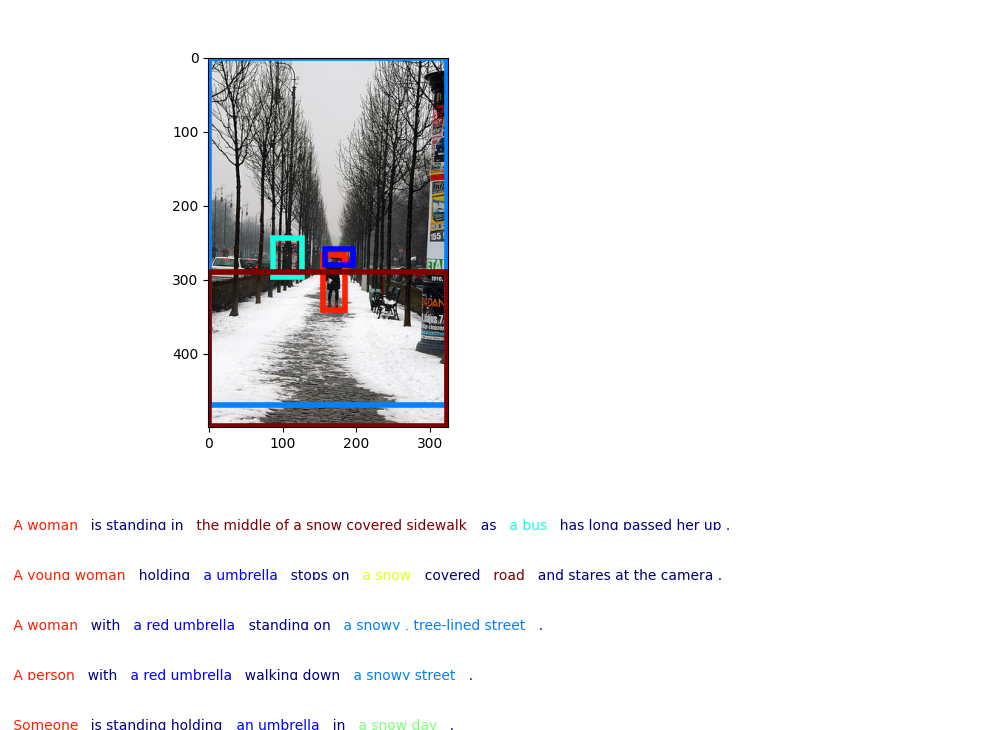 0
100
200
300
400
0 100 200 300
A woman is standing in the middle of a snow covered sidewalk as a bus has long passed her up .
A young woman holding a umbrella stops on a snow covered road and stares at the camera .
A woman with a red umbrella standing on a snowy , tree-lined street .
A person with a red umbrella walking down a snowy street .
Someone is standing holding an umbrella in a snow day .